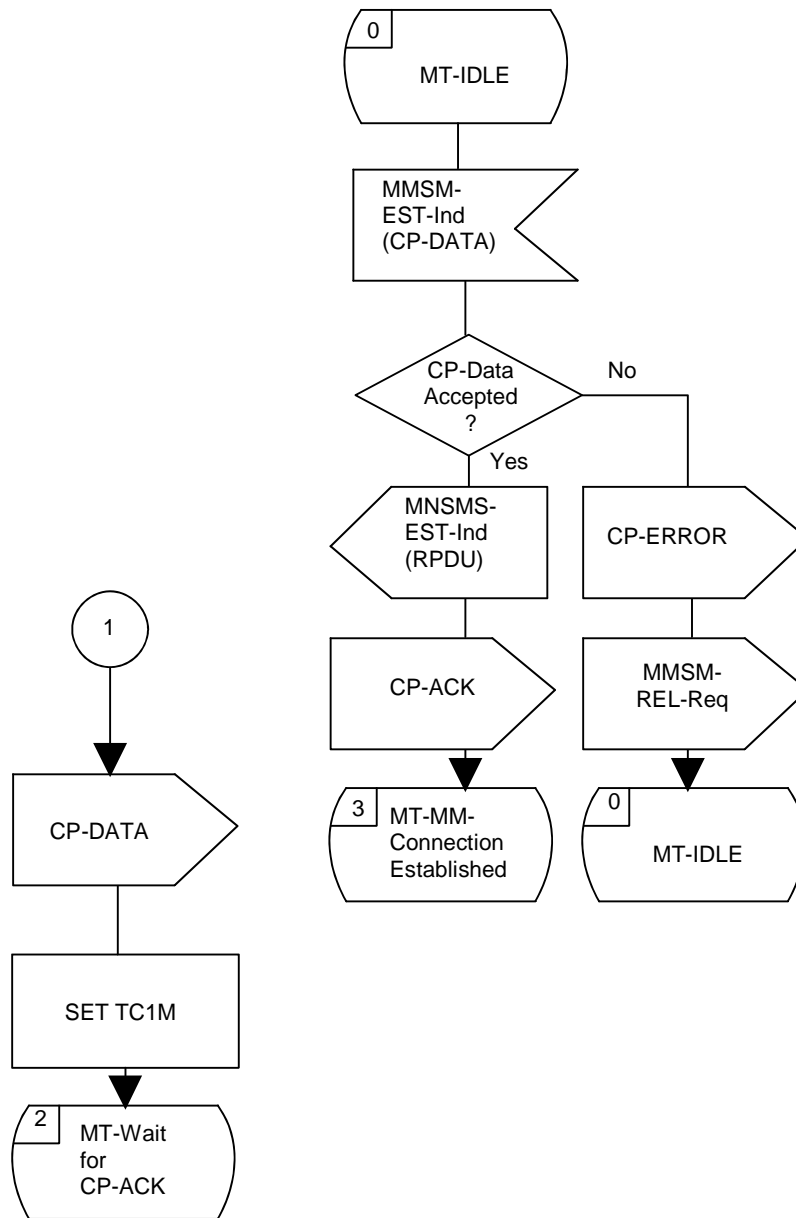 0
MT-IDLE
MMSM-
EST-Ind
(CP-DATA)
CP-Data
Accepted
?
No
Yes
MNSMS-
EST-Ind
(RPDU)
CP-ERROR
CP-ACK
MMSM-
REL-Req
3
MT-MM-
Connection
Established
0
MT-IDLE
1
CP-DATA
SET TC1M
2
MT-Wait
for
CP-ACK